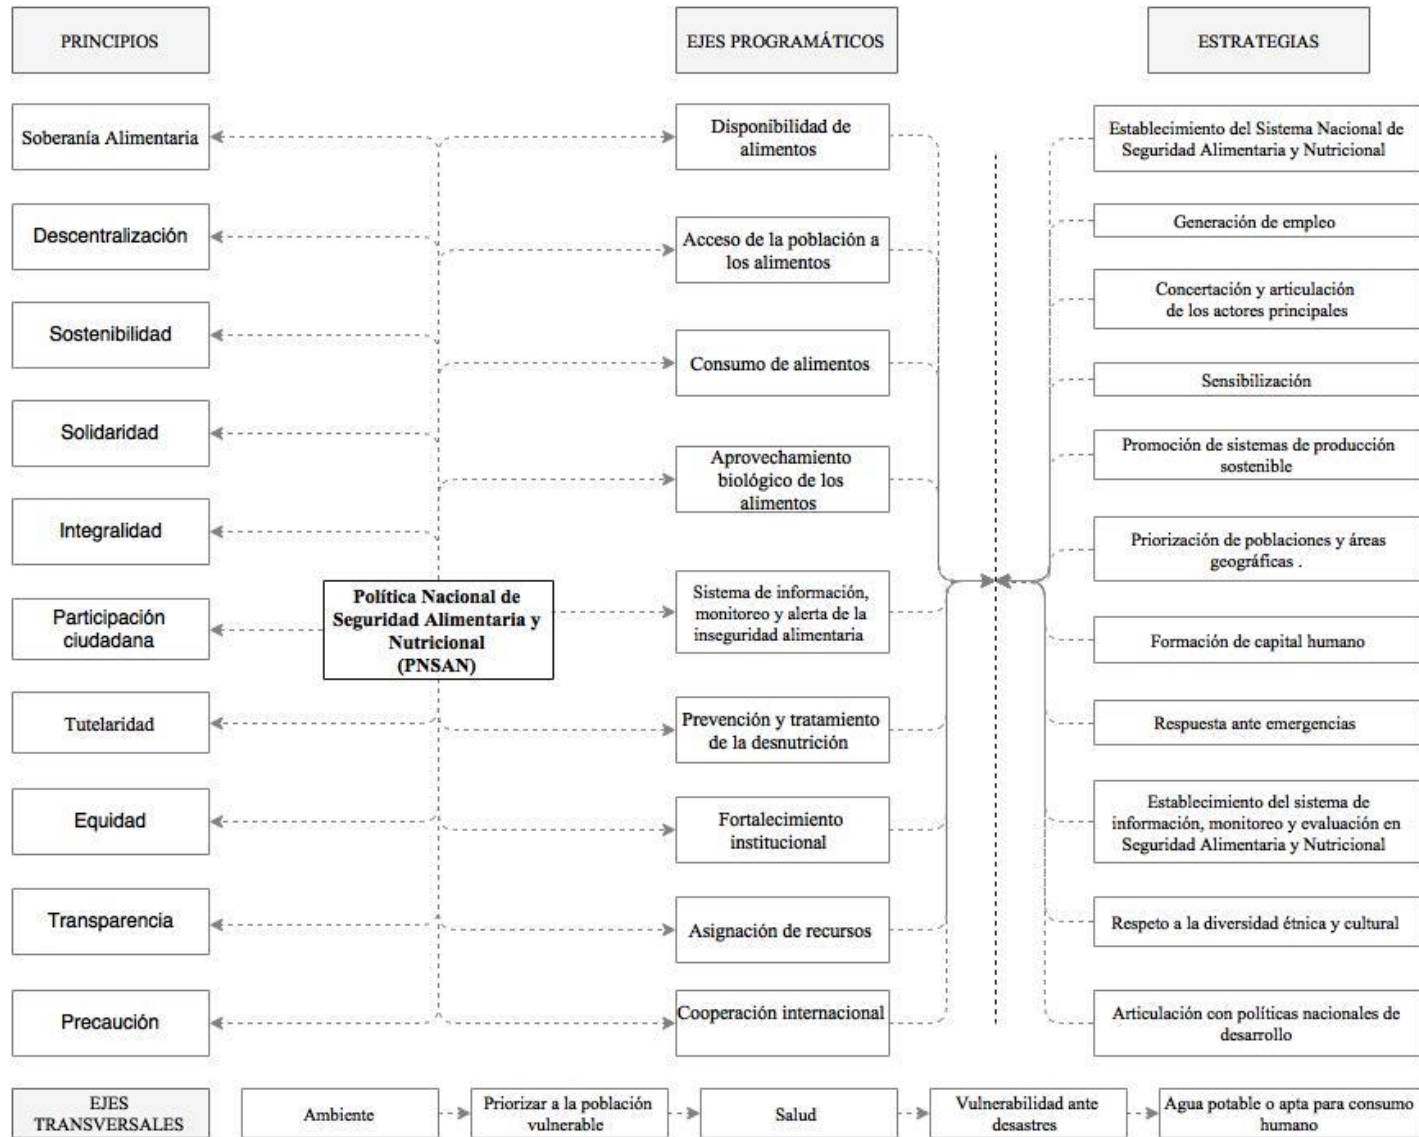 PRINCIPIOS
EJES PROGRAMÁTICOS
ESTRATEGIAS
Soberanía Alimentaria
Descentralización
Sostenibilidad
Solidaridad
Integralidad
Participación
ciudadana
Tutelaridad
Equidad
Transparencia
Precaución
Política Nacional de
Seguridad Alimentaria y
Nutricional
(PNSAN)
Disponibilidad de
alimentos
Acceso de la población a
los alimentos
Consumo de alimentos
Aprovechamiento
biológico de los
alimentos
Sistema de información,
monitoreo y alerta de la
inseguridad alimentaria
Prevención y tratamiento
de la desnutrición
Fortalecimiento
institucional
Asignación de recursos
Cooperación internacional
Establecimiento del Sistema Nacional de
Seguridad Alimentaria y Nutricional
Generación de empleo
Concertación y articulación
de los actores principales
Sensibilización
Promoción de sistemas de producción
sostenible
Priorización de poblaciones y áreas
geográficas .
Formación de capital humano
Respuesta ante emergencias
Establecimiento del sistema de
información, monitoreo y evaluación en
Seguridad Alimentaria y Nutricional
Respeto a la diversidad étnica y cultural
Articulación con políticas nacionales de
desarrollo
EJES
TRANSVERSALES
Ambiente
Priorizar a la población
vulnerable
Salud
Vulnerabilidad ante
desastres
Agua potable o apta para consumo
humano